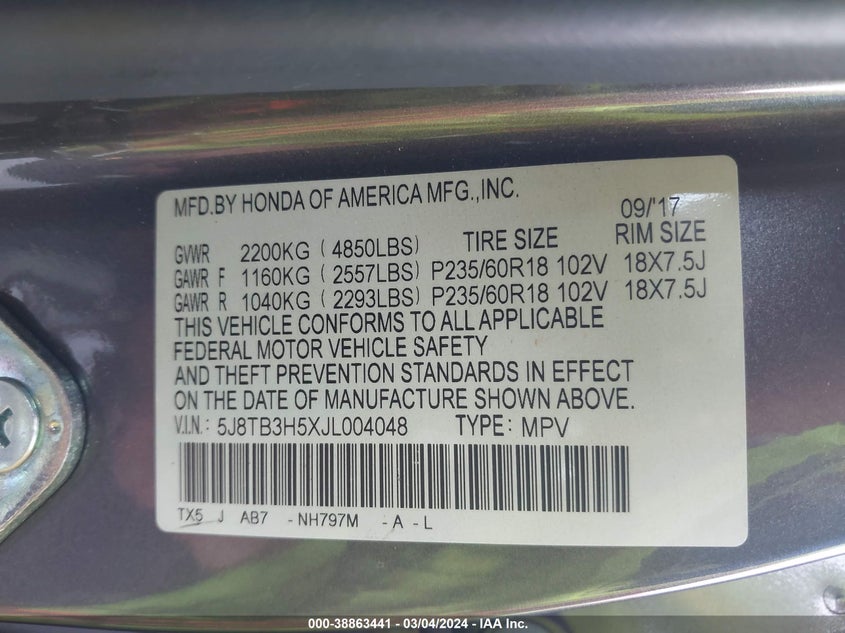 MFD.BY HONDA OF AMERICA MFG.,INC. 09/'17
GVWR 2200KG ( 4850LBS) TIRE SIZE RIM SIZE
GAWR F 1160KG ( 2557LBS) P235/60R18 102V 18X7.5J
GAWR R 1040KG ( 2293LBS) P235/60R18 102V 18X7.5J
THIS VEHICLE CONFORMS TO ALL APPLICABLE
FEDERAL MOTOR VEHICLE SAFETY
AND THEFT PREVENTION STANDARDS IN EFFECT
ON THE DATE OF MANUFACTURE SHOWN ABOVE.
V.I.N: 5J8TB3H5XJL004048 TYPE: MPV
TX5 J AB7 -NH797M -A -L
000-38863441 - 03/04/2024 - IAA Inc.